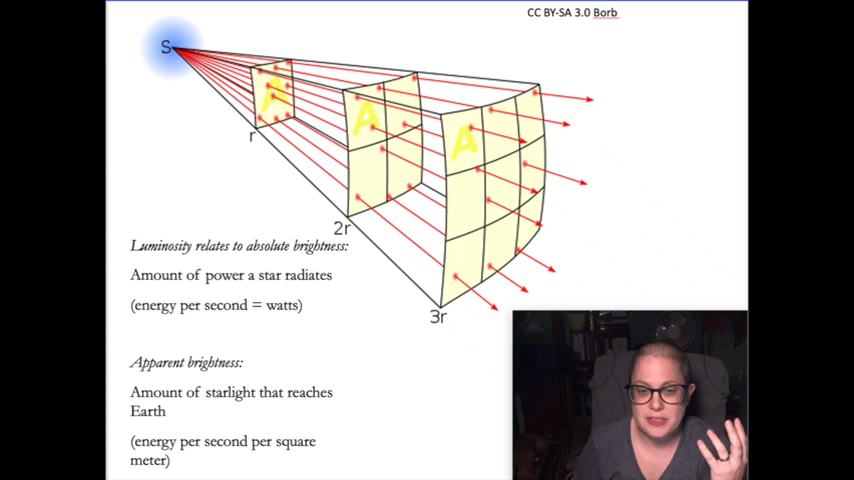 CC BY-SA 3.0 Borb
S
A
A
A
r
2r
3r
Luminosity relates to absolute brightness:
Amount of power a star radiates
(energy per second = watts)
Apparent brightness:
Amount of starlight that reaches
Earth
(energy per second per square
meter)